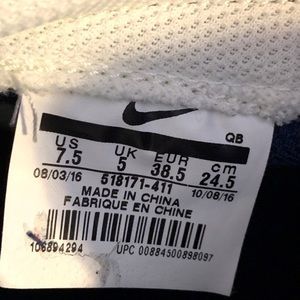 QB
US UK EUR cm
7.5 5 38.5 24.5
08/03/16 518171-411 10/08/16
MADE IN CHINA
FABRIQUE EN CHINE
106894294 UPC 00884500898097